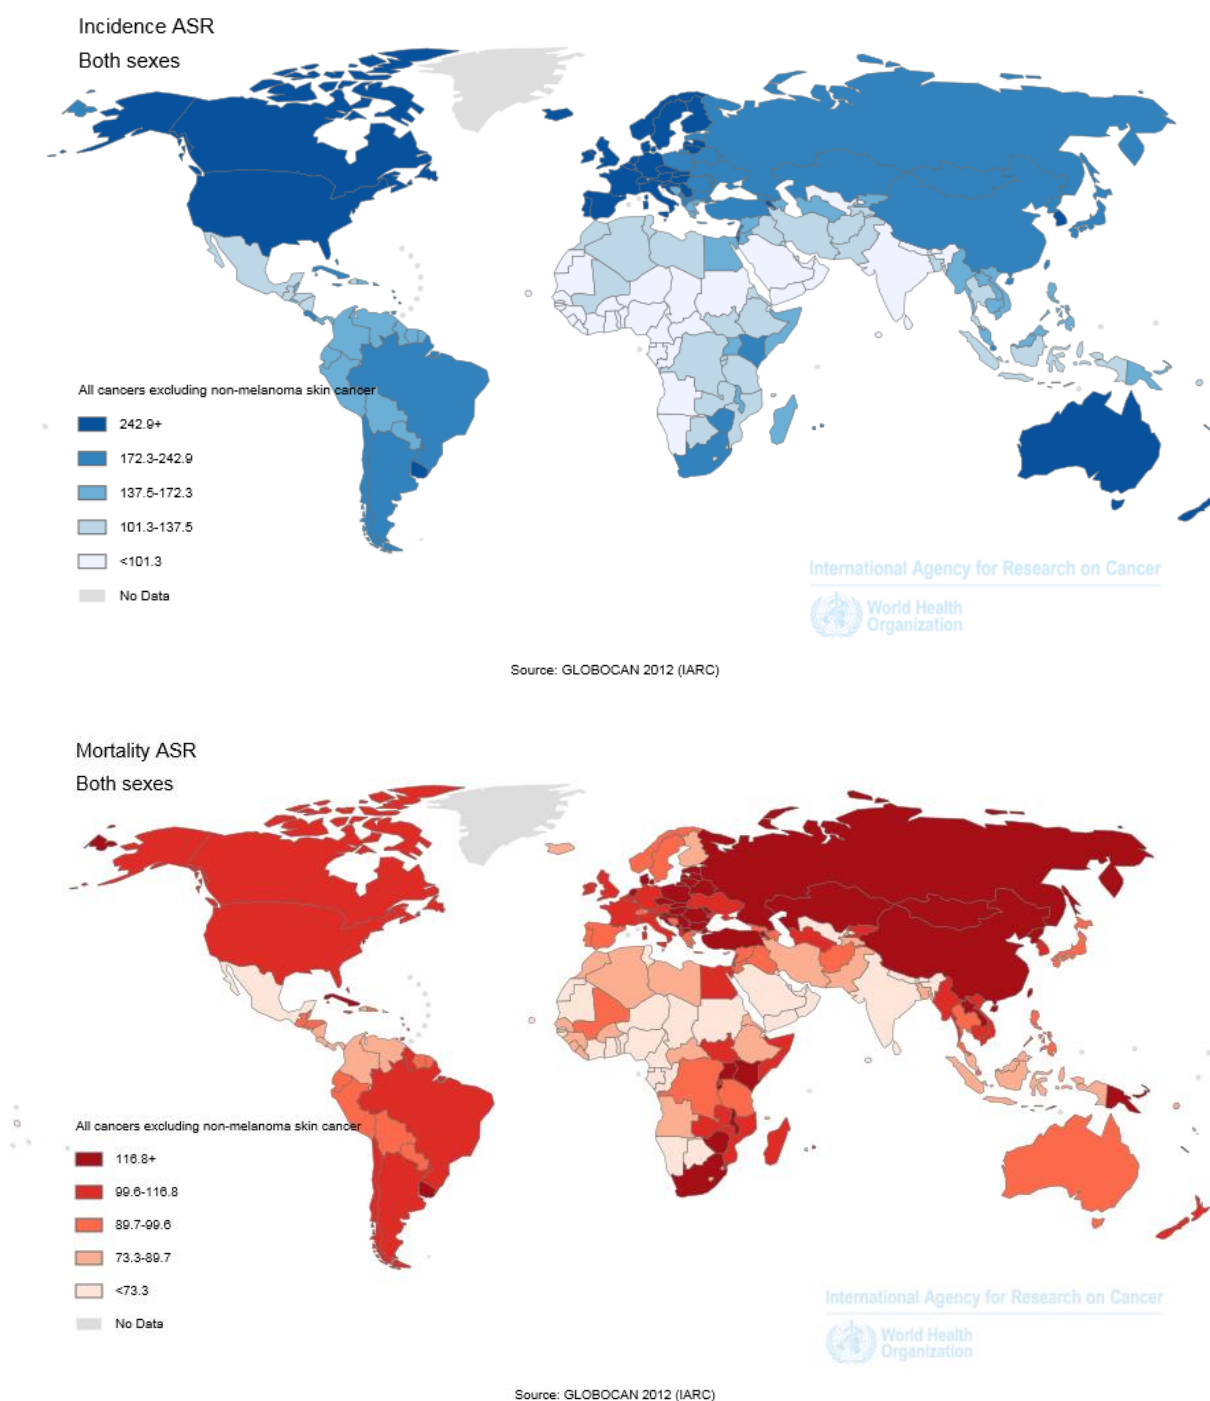 Incidence ASR
Both sexes
All cancers excluding non-melanoma skin cancer
242.9+
172.3-242.9
137.5-172.3
101.3-137.5
<101.3
No Data
International Agency for Research on Cancer
World Health
Organization
Source: GLOBOCAN 2012 (IARC)
Mortality ASR
Both sexes
All cancers excluding non-melanoma skin cancer
116.8+
99.6-116.8
89.7-99.6
73.3-89.7
<73.3
No Data
International Agency for Research on Cancer
World Health
Organization
Source: GLOBOCAN 2012 (IARC)